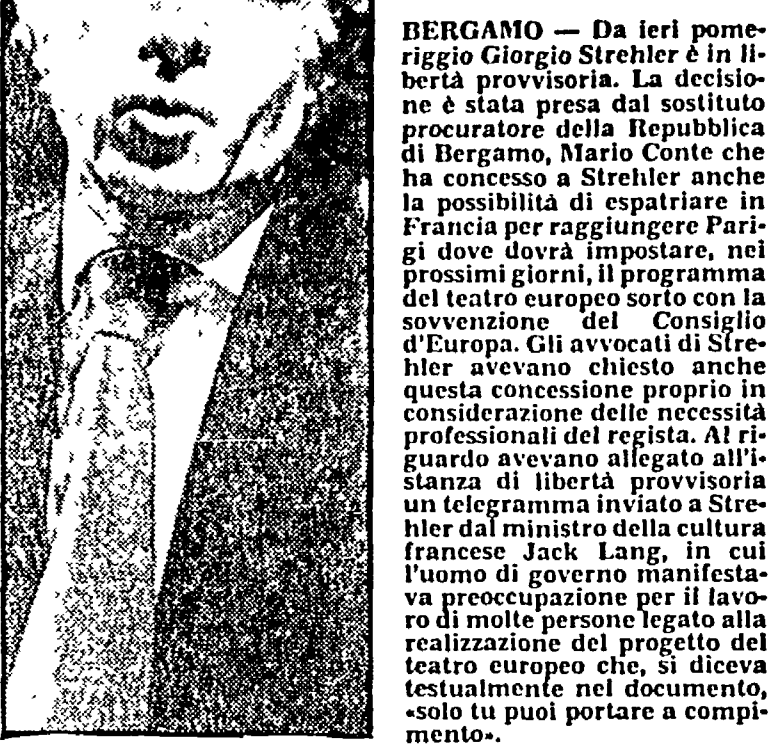 BERGAMO — Da ieri pome-
riggio Giorgio Strehler è in li-
bertà provvisoria. La decisio-
ne è stata presa dal sostituto
procuratore della Repubblica
di Bergamo, Mario Conte che
ha concesso a Strehler anche
la possibilità di espatriare in
Francia per raggiungere Pari-
gi dove dovrà impostare, nei
prossimi giorni, il programma
del teatro europeo sorto con la
sovvenzione del Consiglio
d'Europa. Gli avvocati di Stre-
hler avevano chiesto anche
questa concessione proprio in
considerazione delle necessità
professionali del regista. Al ri-
guardo avevano allegato all'i-
stanza di libertà provvisoria
un telegramma inviato a Stre-
hler dal ministro della cultura
francese Jack Lang, in cui
l'uomo di governo manifesta-
va preoccupazione per il lavo-
ro di molte persone legato alla
realizzazione del progetto del
teatro europeo che, si diceva
testualmente nel documento,
«solo tu puoi portare a compi-
mento».